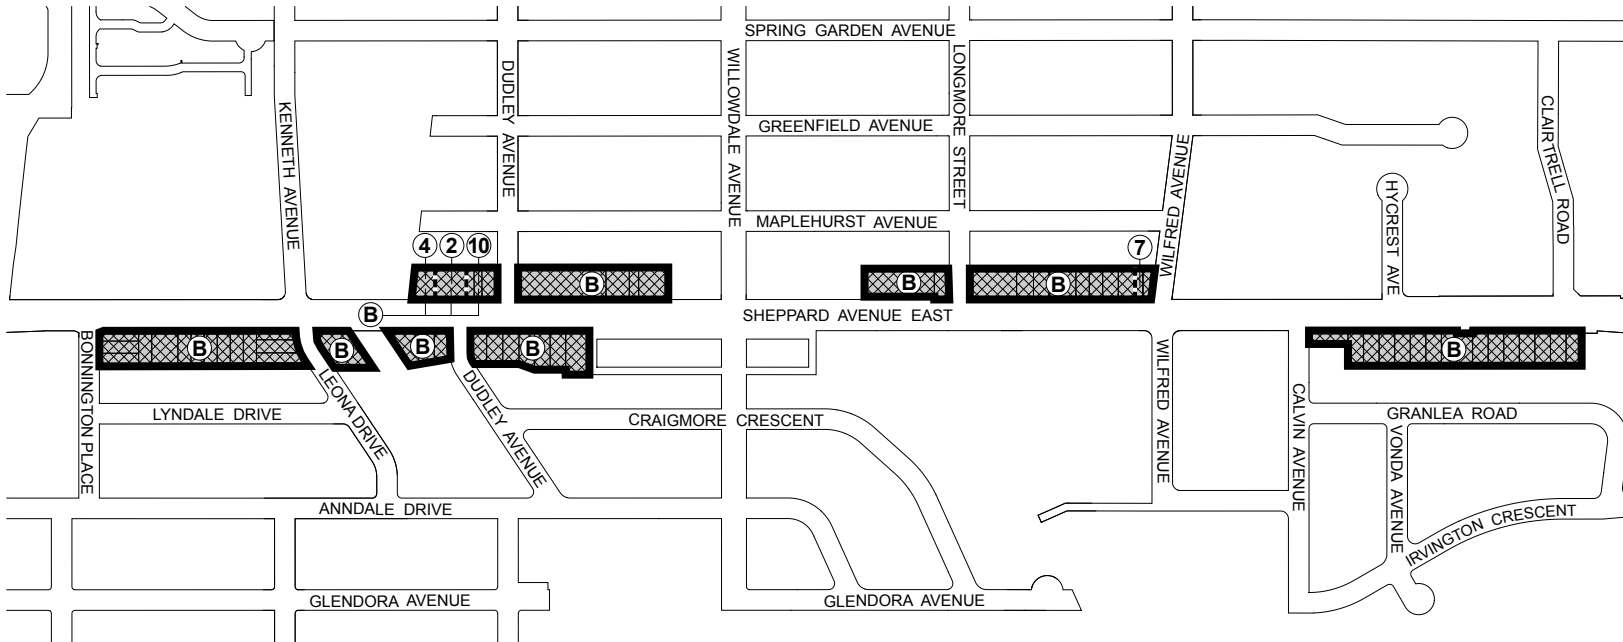 SPRING GARDEN AVENUE
KENNETH AVENUE
DUDLEY AVENUE
WILLOWDALE AVENUE
LONGMORE STREET
GREENFIELD AVENUE
WILFRED AVENUE
CLAIRTRELL ROAD
HYCREST AVE
MAPLEHURST AVENUE
4 2 10
7
B
B
B
B
SHEPPARD AVENUE EAST
B
B
B
B
B
BONNINGTON PLACE
LEONA DRIVE
DUDLEY AVENUE
WILFRED AVENUE
CALVIN AVENUE
LYNDALE DRIVE
CRAIGMORE CRESCENT
GRANLEA ROAD
VONDA AVENUE
ANNDALE DRIVE
IRVINGTON CRESCENT
GLENDORA AVENUE
GLENDORA AVENUE